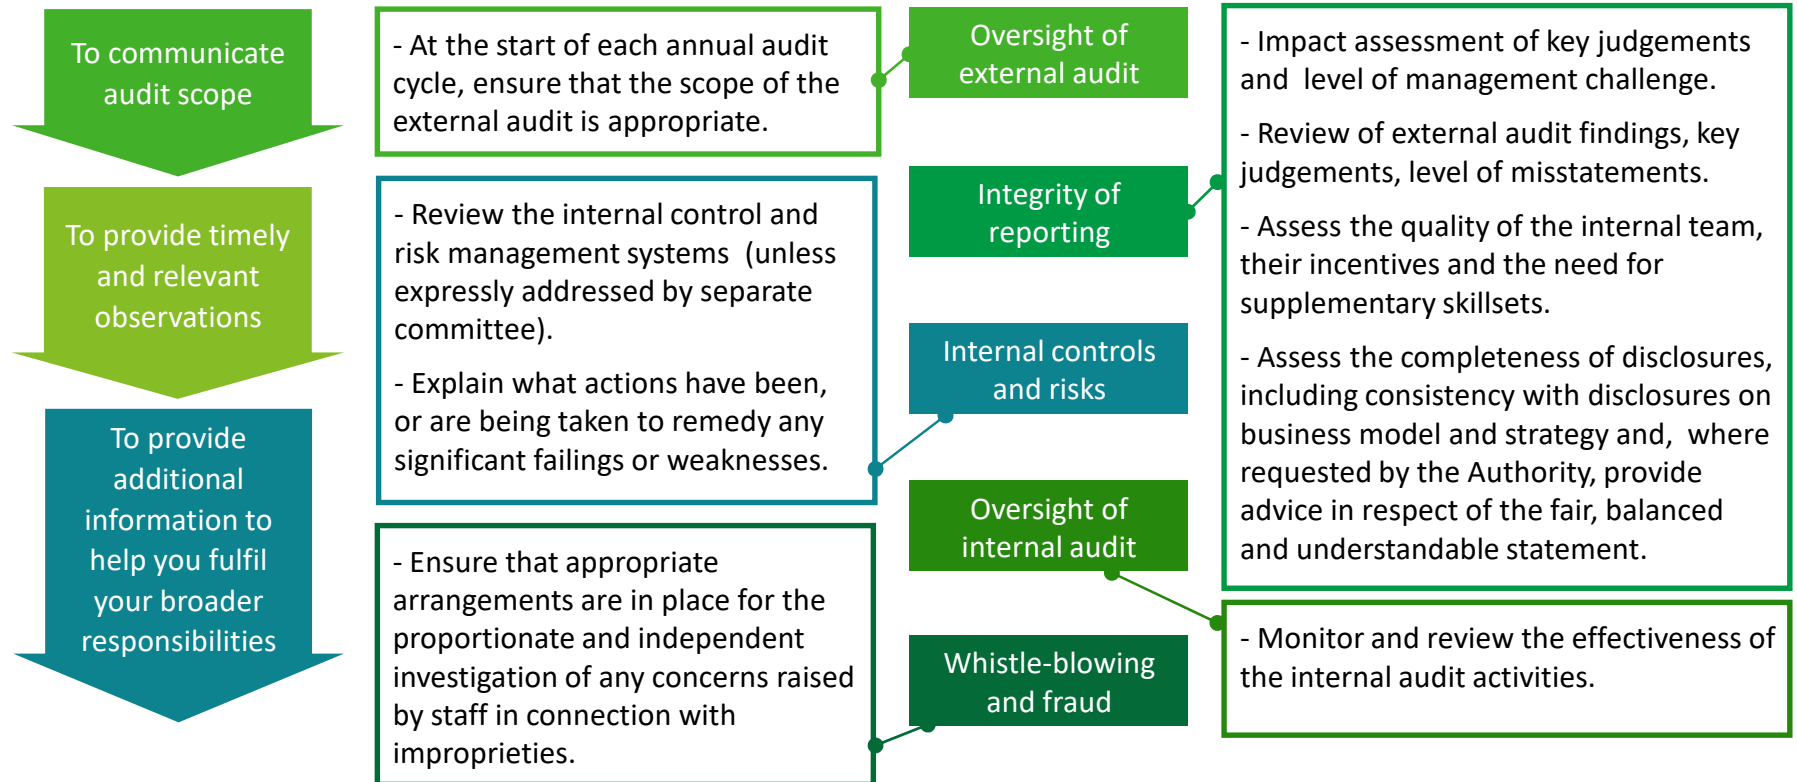 To communicate
audit scope
To provide timely
and relevant
observations
To provide
additional
information to
help you fulfil
your broader
responsibilities
- At the start of each annual audit
cycle, ensure that the scope of the
external audit is appropriate.
- Review the internal control and
risk management systems  (unless
expressly addressed by separate
committee).
- Explain what actions have been,
or are being taken to remedy any
significant failings or weaknesses.
- Ensure that appropriate
arrangements are in place for the
proportionate and independent
investigation of any concerns raised
by staff in connection with
improprieties.
Oversight of
external audit
Integrity of
reporting
Internal controls
and risks
Oversight of
internal audit
Whistle-blowing
and fraud
- Impact assessment of key judgements
and  level of management challenge.
- Review of external audit findings, key
judgements, level of misstatements.
- Assess the quality of the internal team,
their incentives and the need for
supplementary skillsets.
- Assess the completeness of disclosures,
including consistency with disclosures on
business model and strategy and,  where
requested by the Authority, provide
advice in respect of the fair, balanced
and understandable statement.
- Monitor and review the effectiveness of
the internal audit activities.